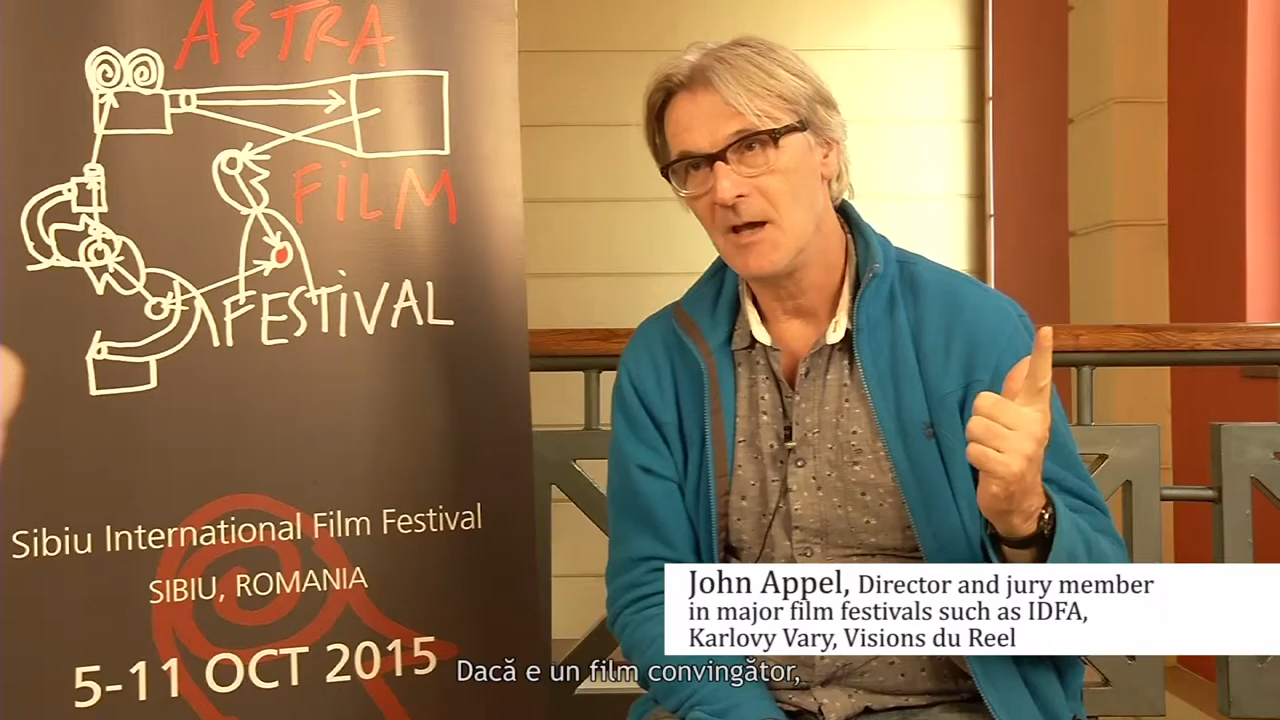 ASTRA
FiLM
FESTiVAL
Sibiu International Film Festival
SIBIU, ROMANIA
5-11 OCT 2015
John Appel, Director and jury member
in major film festivals such as IDFA,
Karlovy Vary, Visions du Reel
Dacă e un film convingător,